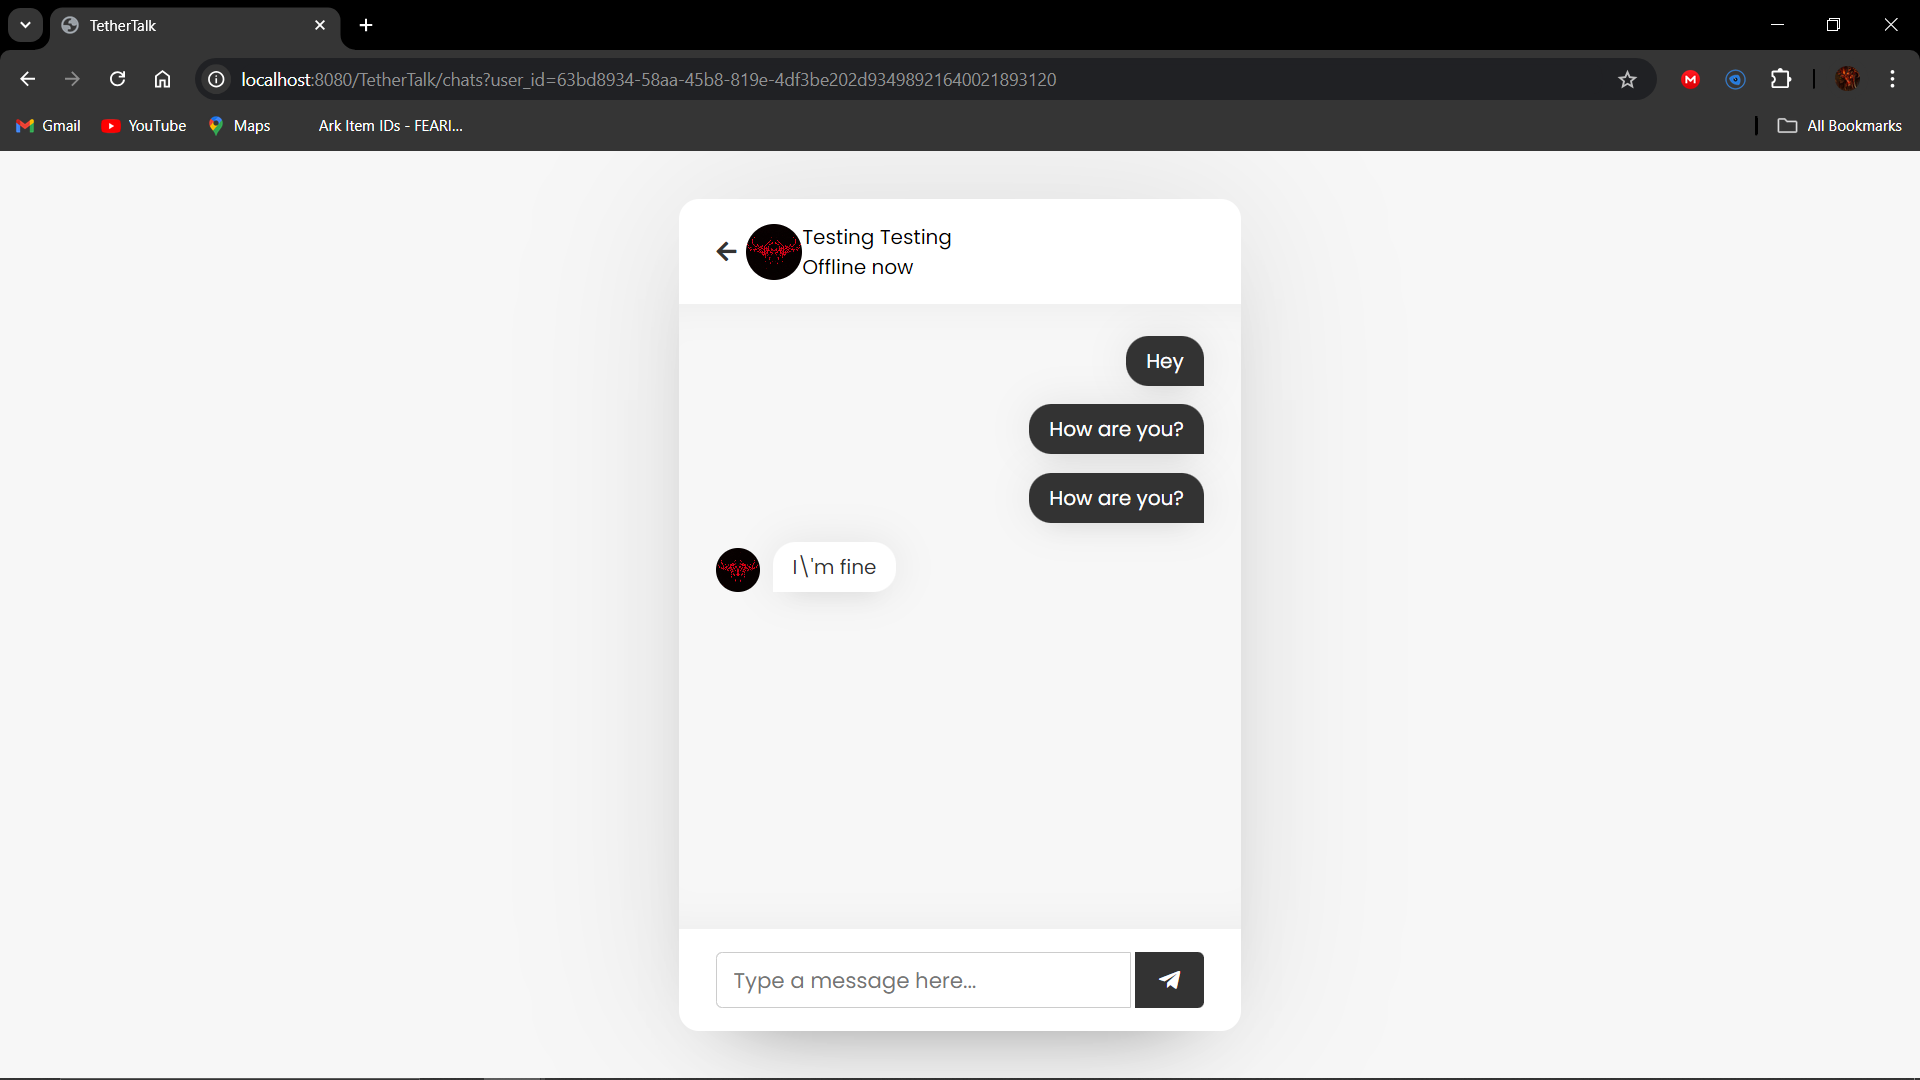 TetherTalk
localhost:8080/TetherTalk/chats?user_id=63bd8934-58aa-45b8-819e-4df3be202d93498921640021893120
Gmail YouTube Maps Ark Item IDs - FEARI... All Bookmarks
Testing Testing
Offline now
Hey
How are you?
How are you?
I\'m fine
Type a message here...